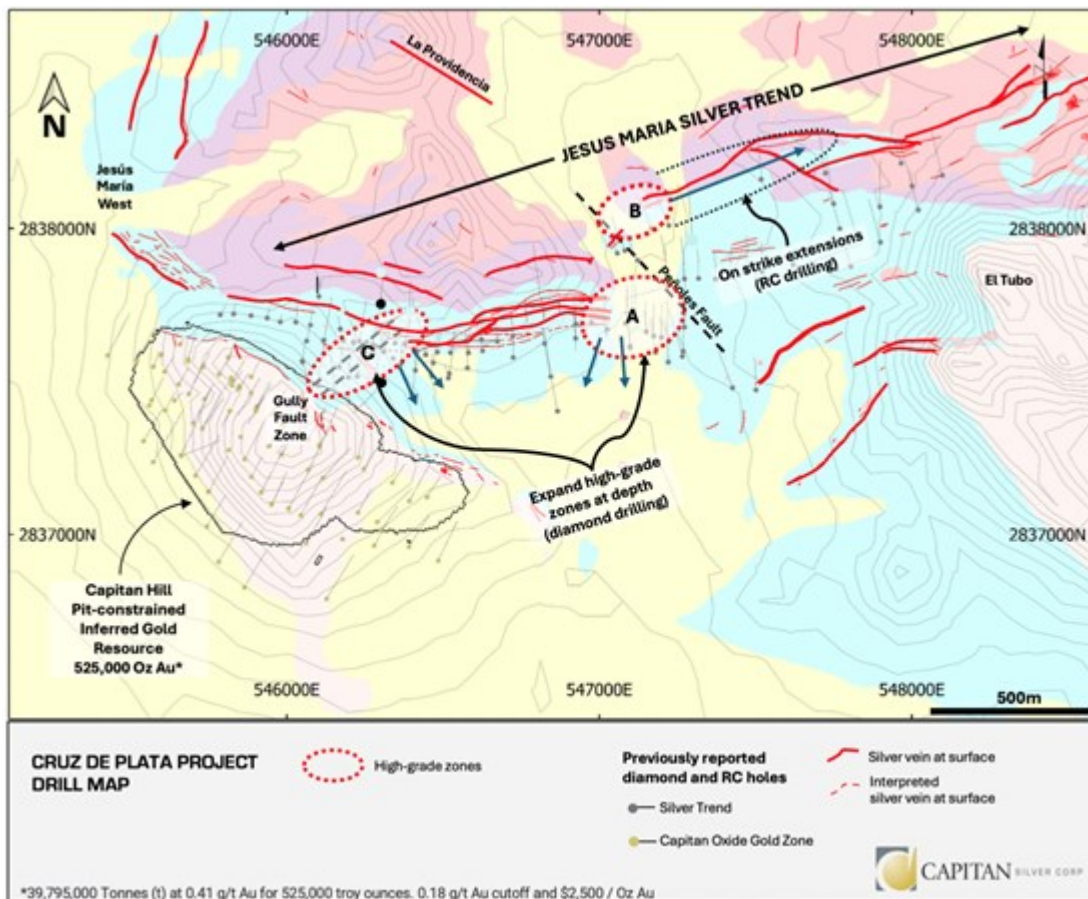 546000E
547000E
548000E
La Providencia
N
JESUS MARIA SILVER TREND
Jesús
María
West
B
2838000N
2838000N
On strike extensions
(RC drilling)
El Tubo
Peñoles Fault
A
C
Gully
Fault
Zone
Expand high-grade
zones at depth
(diamond drilling)
2837000N
2837000N
Capitan Hill
Pit-constrained
Inferred Gold
Resource
525,000 Oz Au*
546000E
547000E
548000E
500m
CRUZ DE PLATA PROJECT
DRILL MAP
High-grade zones
Previously reported
diamond and RC holes
Silver Trend
Capitan Oxide Gold Zone
Silver vein at surface
Interpreted
silver vein at surface
CAPITAN SILVER CORP
*39,795,000 Tonnes (t) at 0.41 g/t Au for 525,000 troy ounces. 0.18 g/t Au cutoff and $2,500 / Oz Au